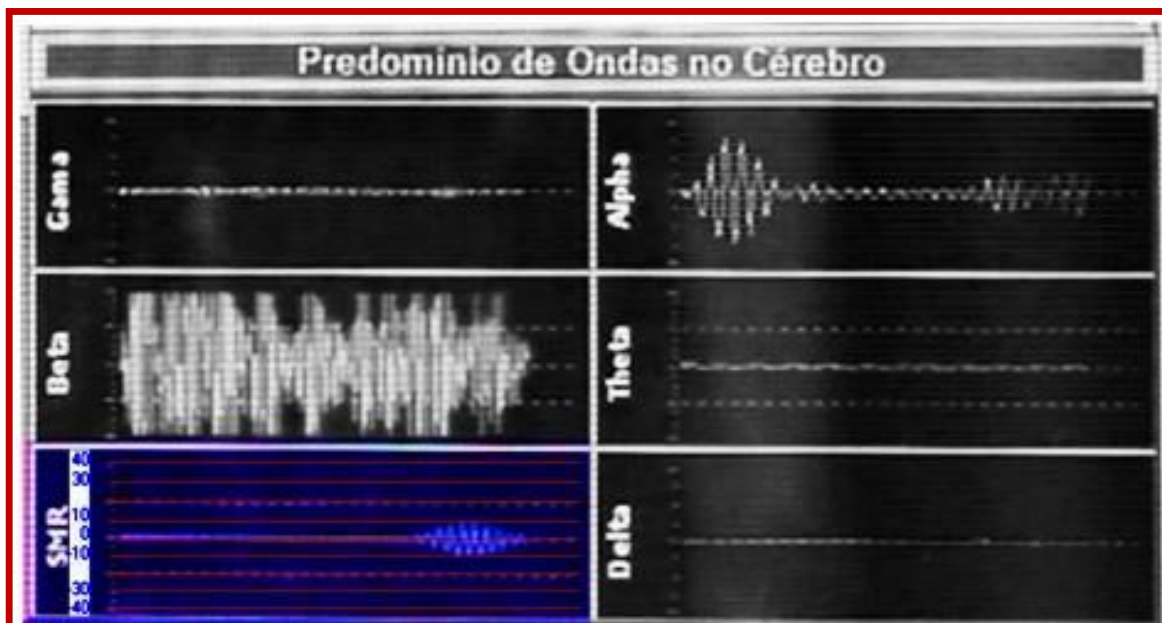 Predominio de Ondas no Cérebro
Gama
Alpha
Beta
Theta
SMR
40
30
10
0
-10
30
-40
Delta